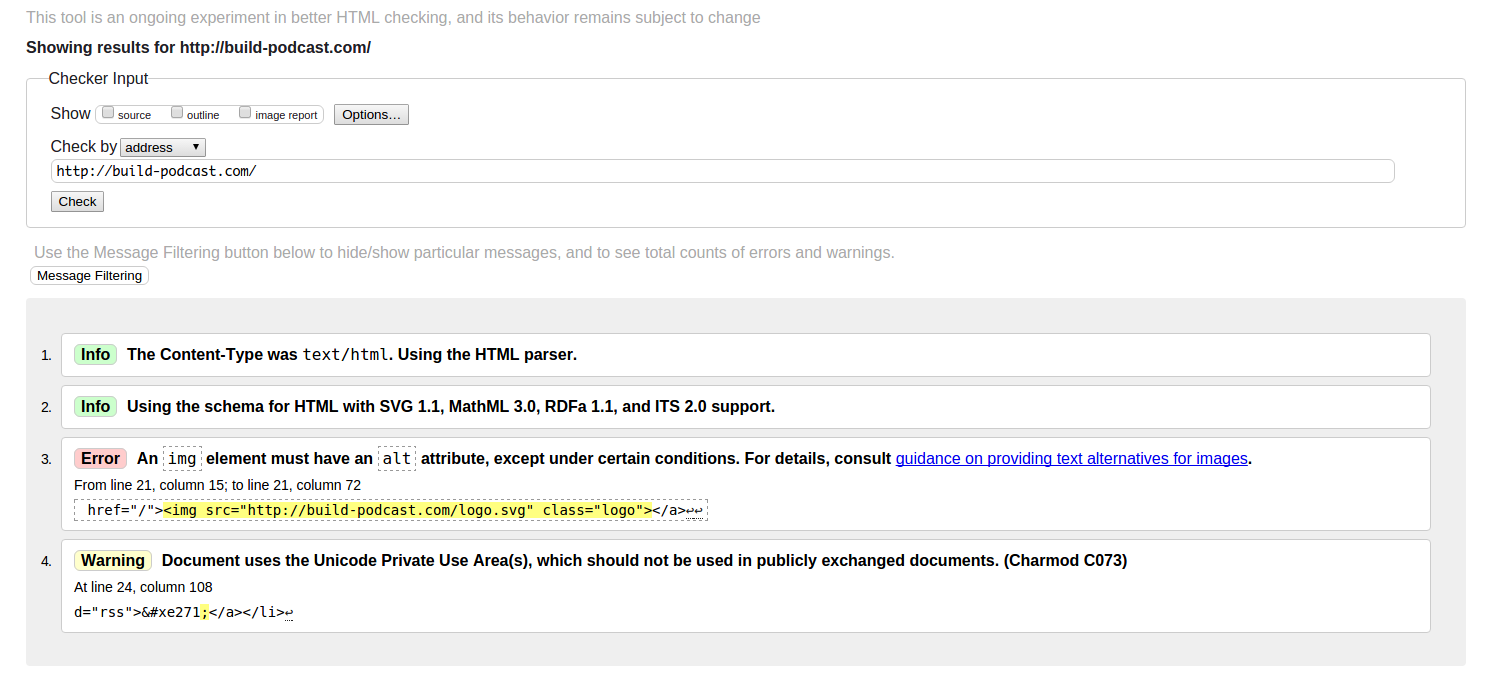 This tool is an ongoing experiment in better HTML checking, and its behavior remains subject to change
Showing results for http://build-podcast.com/
Checker Input
Show source outline image report Options...
Check by address
http://build-podcast.com/
Check
Use the Message Filtering button below to hide/show particular messages, and to see total counts of errors and warnings.
Message Filtering
1. Info The Content-Type was text/html. Using the HTML parser.
2. Info Using the schema for HTML with SVG 1.1, MathML 3.0, RDFa 1.1, and ITS 2.0 support.
3. Error An img element must have an alt attribute, except under certain conditions. For details, consult guidance on providing text alternatives for images.
From line 21, column 15; to line 21, column 72
href="/"><img src="http://build-podcast.com/logo.svg" class="logo"></a>↩↩
4. Warning Document uses the Unicode Private Use Area(s), which should not be used in publicly exchanged documents. (Charmod C073)
At line 24, column 108
d="rss">&#xe271;</a></li>↩